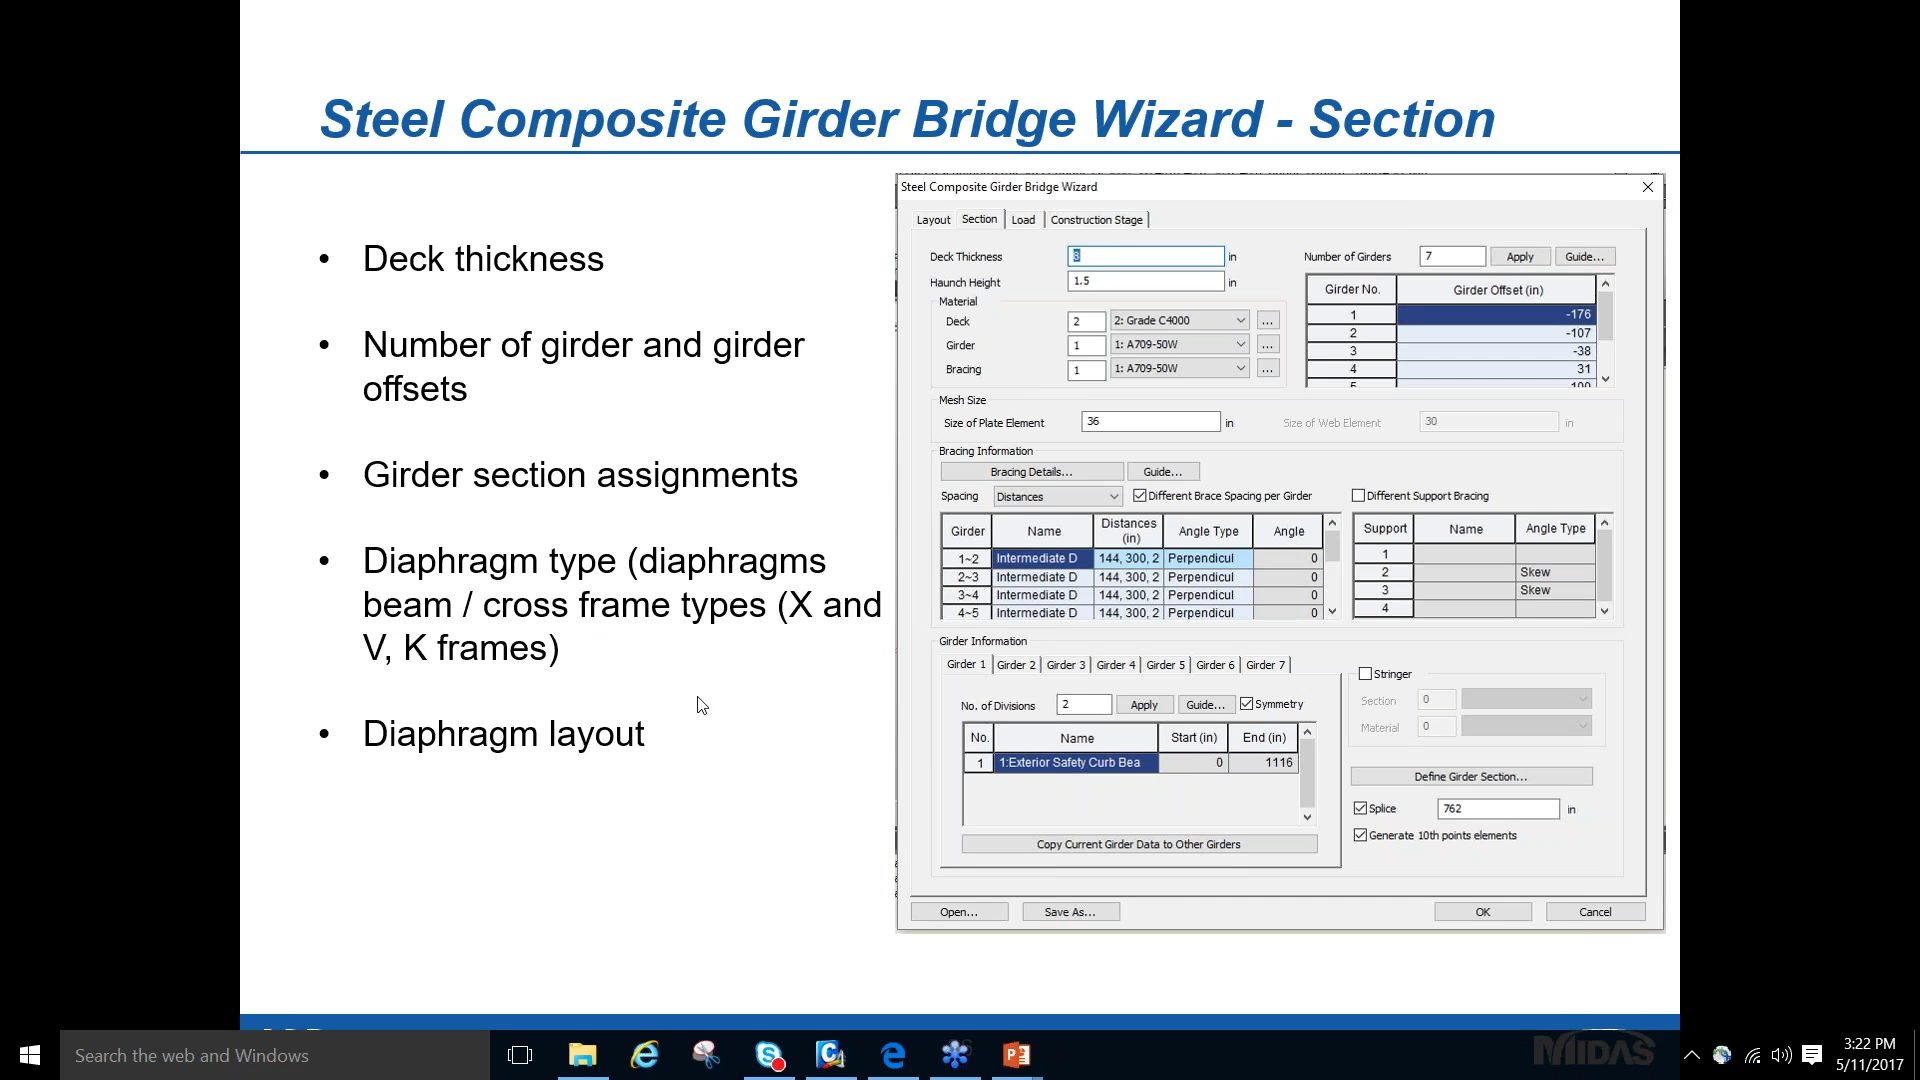 Steel Composite Girder Bridge Wizard - Section
• Deck thickness
• Number of girder and girder
offsets
• Girder section assignments
• Diaphragm type (diaphragms
beam / cross frame types (X and
V, K frames)
• Diaphragm layout
Steel Composite Girder Bridge Wizard
Layout Section Load Construction Stage
Deck Thickness 8 in
Haunch Height 1.5 in
Material
Deck 2 2: Grade C4000 ...
Girder 1 1: A709-50W ...
Bracing 1 1: A709-50W ...
Number of Girders 7 Apply Guide...
Girder No. Girder Offset (in)
1 -176
2 -107
3 -38
4 31
5 100
Mesh Size
Size of Plate Element 36 in Size of Web Element 30 in
Bracing Information
Bracing Details... Guide...
Spacing Distances Different Brace Spacing per Girder
Girder Name Distances (in) Angle Type Angle
1~2 Intermediate D 144, 300, 2 Perpendicul 0
2~3 Intermediate D 144, 300, 2 Perpendicul 0
3~4 Intermediate D 144, 300, 2 Perpendicul 0
4~5 Intermediate D 144, 300, 2 Perpendicul 0
Different Support Bracing
Support Name Angle Type
1
2 Skew
3 Skew
4
Girder Information
Girder 1 Girder 2 Girder 3 Girder 4 Girder 5 Girder 6 Girder 7
No. of Divisions 2 Apply Guide... Symmetry
No. Name Start (in) End (in)
1 1:Exterior Safety Curb Bea 0 1116
Copy Current Girder Data to Other Girders
Stringer
Section 0
Material 0
Define Girder Section...
Splice 762 in
Generate 10th points elements
Open... Save As... OK Cancel
MIDAS
Search the web and Windows
3:22 PM
5/11/2017